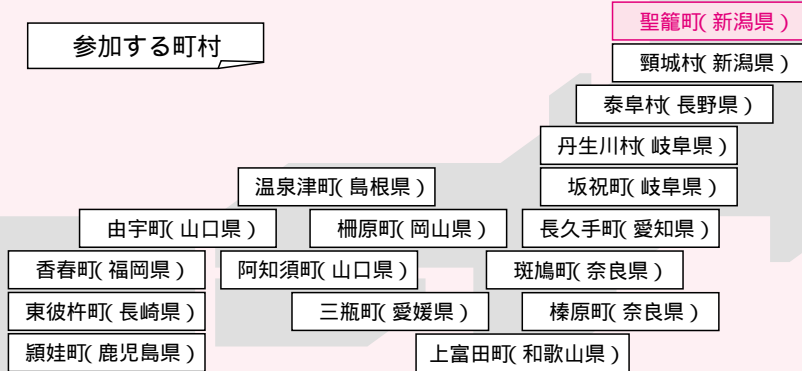 聖籠町(新潟県)
参加する町村
頸城村(新潟県)
泰阜村(長野県)
丹生川村(岐阜県)
温泉津町(島根県)
坂祝町(岐阜県)
由宇町(山口県)
柵原町(岡山県)
長久手町(愛知県)
香春町(福岡県)
阿知須町(山口県)
斑鳩町(奈良県)
東彼杵町(長崎県)
三瓶町(愛媛県)
榛原町(奈良県)
頴娃町(鹿児島県)
上富田町(和歌山県)